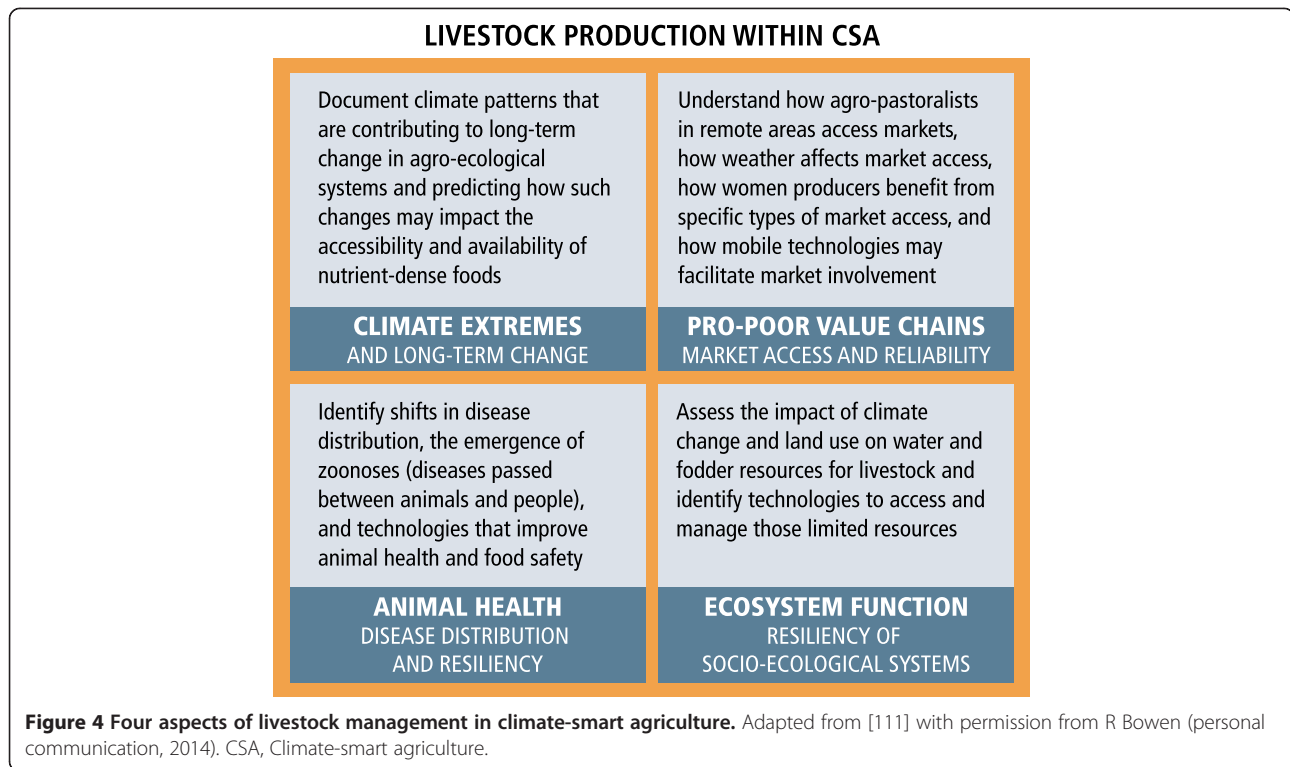 LIVESTOCK PRODUCTION WITHIN CSA
Document climate patterns that
are contributing to long-term
change in agro-ecological
systems and predicting how such
changes may impact the
accessibility and availability of
nutrient-dense foods
CLIMATE EXTREMES
AND LONG-TERM CHANGE
Understand how agro-pastoralists
in remote areas access markets,
how weather affects market access,
how women producers benefit from
specific types of market access, and
how mobile technologies may
facilitate market involvement
PRO-POOR VALUE CHAINS
MARKET ACCESS AND RELIABILITY
Identify shifts in disease
distribution, the emergence of
zoonoses (diseases passed
between animals and people),
and technologies that improve
animal health and food safety
ANIMAL HEALTH
DISEASE DISTRIBUTION
AND RESILIENCY
Assess the impact of climate
change and land use on water and
fodder resources for livestock and
identify technologies to access and
manage those limited resources
ECOSYSTEM FUNCTION
RESILIENCY OF
SOCIO-ECOLOGICAL SYSTEMS
Figure 4 Four aspects of livestock management in climate-smart agriculture. Adapted from [111] with permission from R Bowen (personal
communication, 2014). CSA, Climate-smart agriculture.